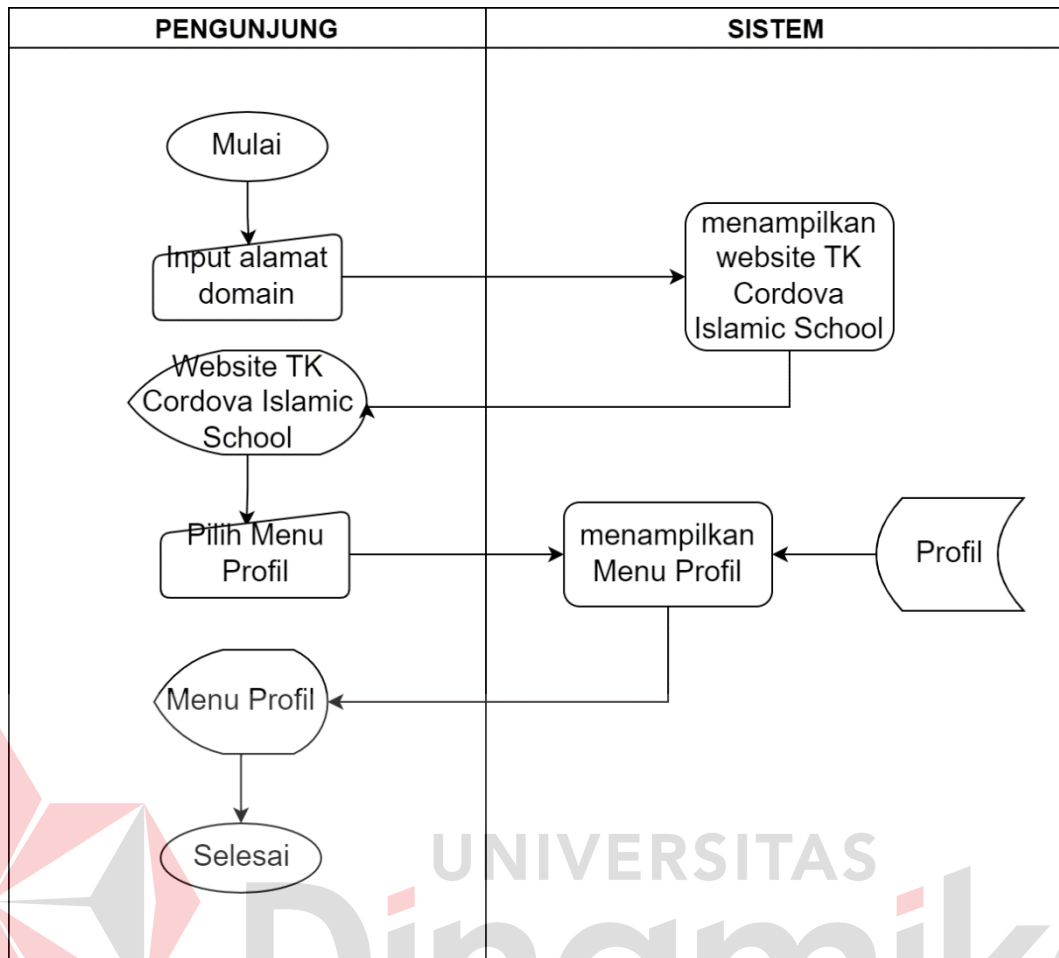 PENGUNJUNG
SISTEM
Mulai
Input alamat
domain
menampilkan
website TK
Cordova
Islamic School
Website TK
Cordova Islamic
School
Pilih Menu
Profil
menampilkan
Menu Profil
Profil
Menu Profil
Selesai
UNIVERSITAS